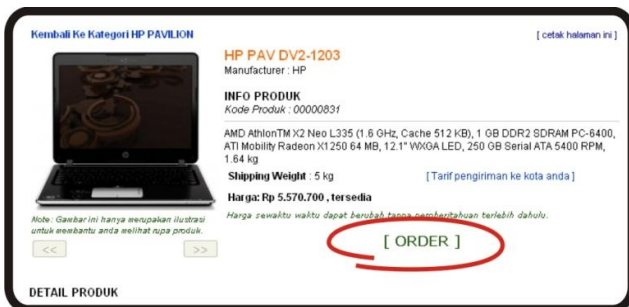 Kembali Ke Kategori HP PAVILION
[ cetak halaman ini ]
HP PAV DV2-1203
Manufacturer : HP
INFO PRODUK
Kode Produk : 00000831
AMD AthlonTM X2 Neo L335 (1.6 GHz, Cache 512 KB), 1 GB DDR2 SDRAM PC-6400,
ATI Mobility Radeon X1250 64 MB, 12.1" WXGA LED, 250 GB Serial ATA 5400 RPM,
1.64 kg
Shipping Weight : 5 kg
[ Tarif pengiriman ke kota anda ]
Harga: Rp 5.570.700 , tersedia
Harga sewaktu waktu dapat berubah tanpa pemberitahuan terlebih dahulu.
Note: Gambar ini hanya merupakan ilustrasi
untuk membantu anda melihat rupa produk.
<< >>
[ ORDER ]
DETAIL PRODUK